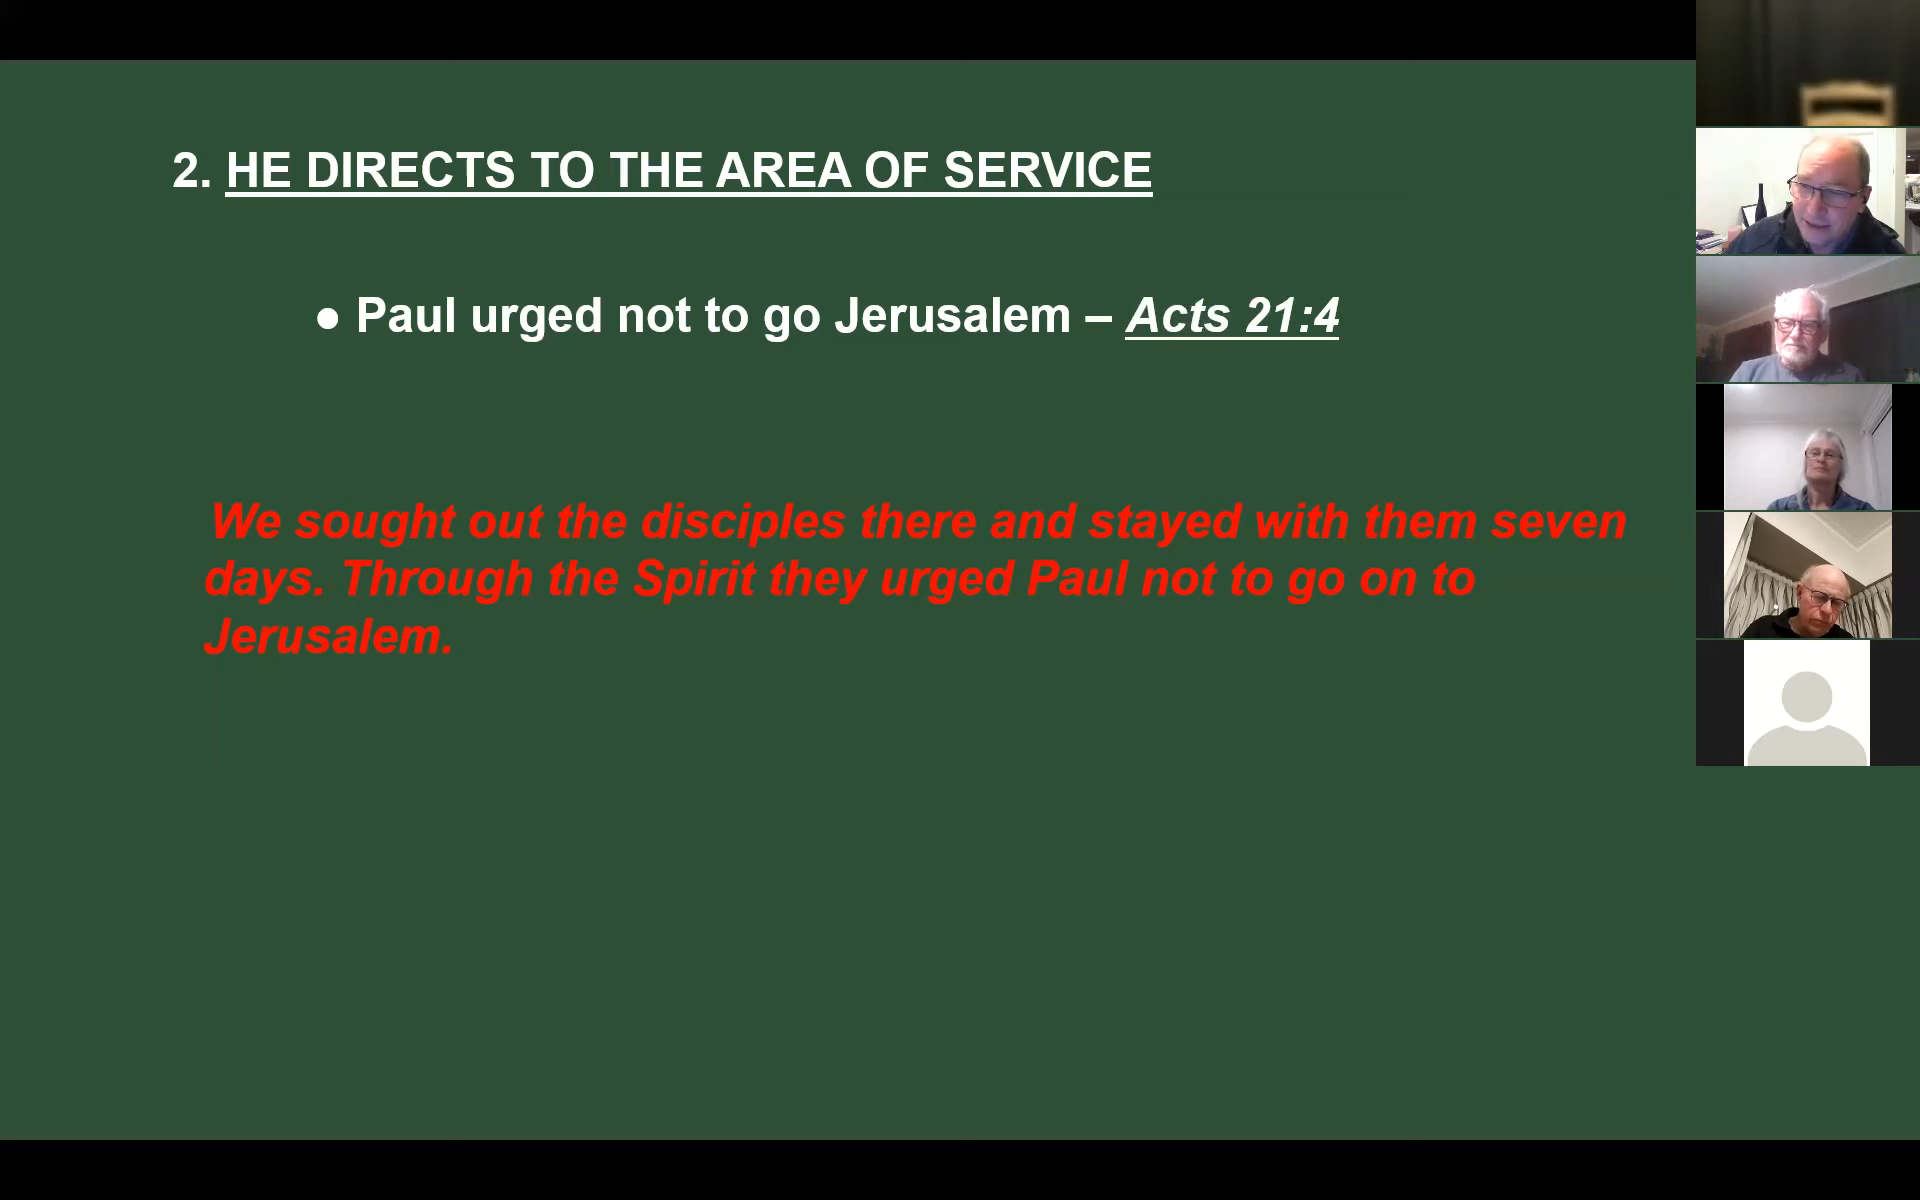 2. HE DIRECTS TO THE AREA OF SERVICE
● Paul urged not to go Jerusalem – Acts 21:4
We sought out the disciples there and stayed with them seven
days. Through the Spirit they urged Paul not to go on to
Jerusalem.